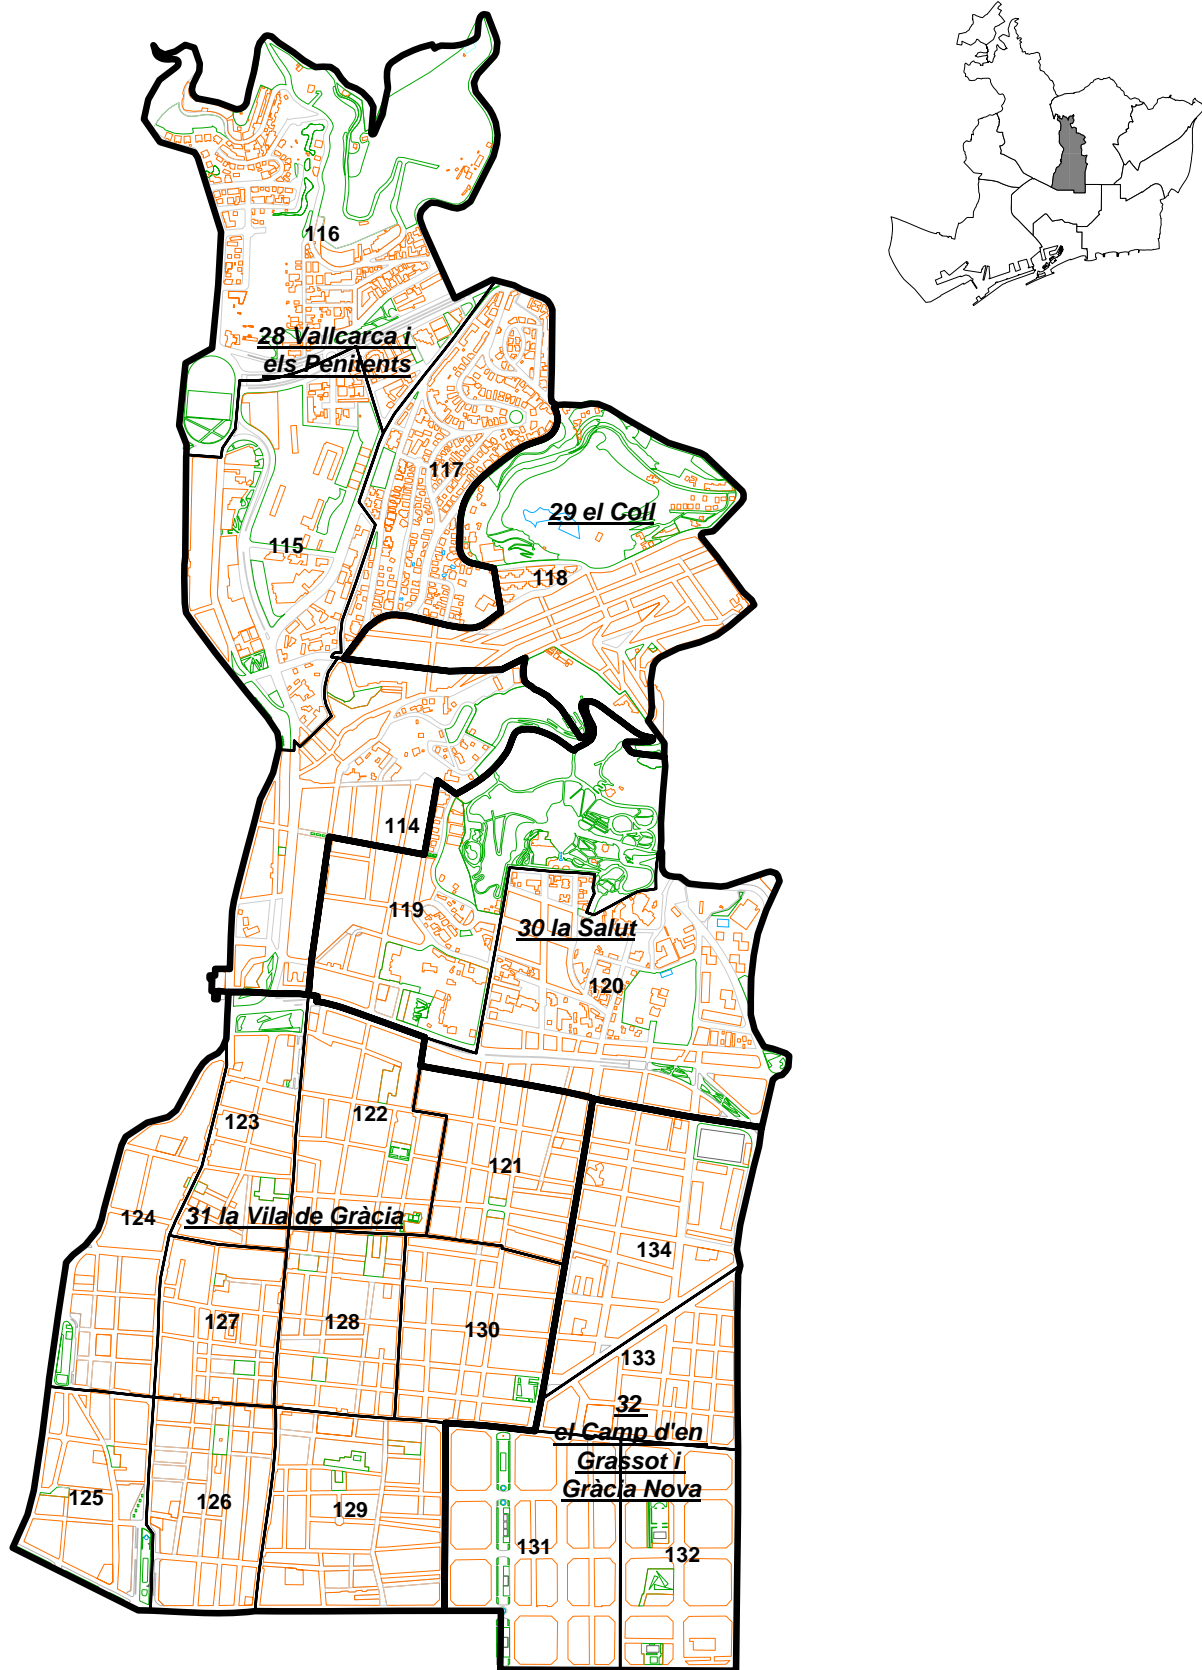 116
28 Vallcarca i
els Penitents
117
29 el Coll
115
118
114
119
30 la Salut
120
122
123
121
124
31 la Vila de Gràcia
134
127
128
130
133
32
el Camp d'en
Grassot i
Gràcia Nova
125
126
129
131
132